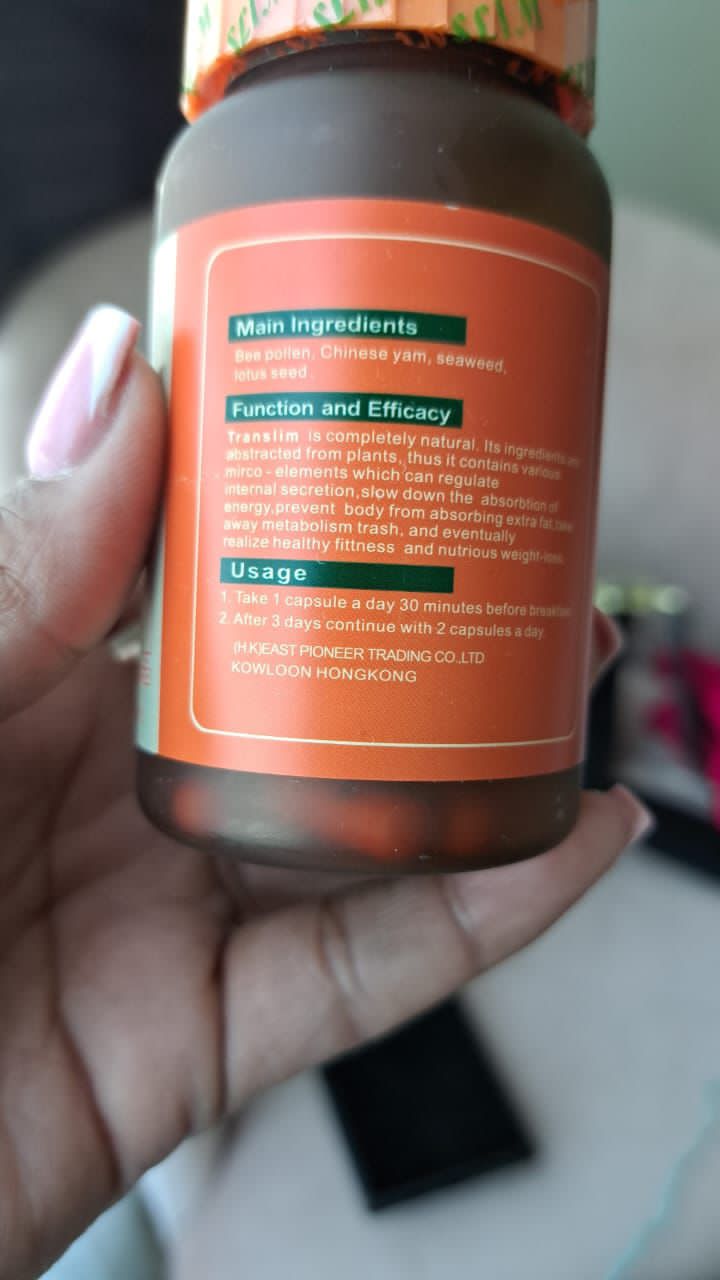 Main Ingredients
Bee pollen, Chinese yam, seaweed,
lotus seed
Function and Efficacy
Translim is completely natural. Its ingredients are
abstracted from plants, thus it contains various
mirco - elements which can regulate
internal secretion,slow down the absorbtion of
energy,prevent body from absorbing extra fat,take
away metabolism trash, and eventually
realize healthy fittness and nutrious weight-loss
Usage
1. Take 1 capsule a day 30 minutes before breakfast
2. After 3 days continue with 2 capsules a day
(H.K)EAST PIONEER TRADING CO.,LTD
KOWLOON HONGKONG